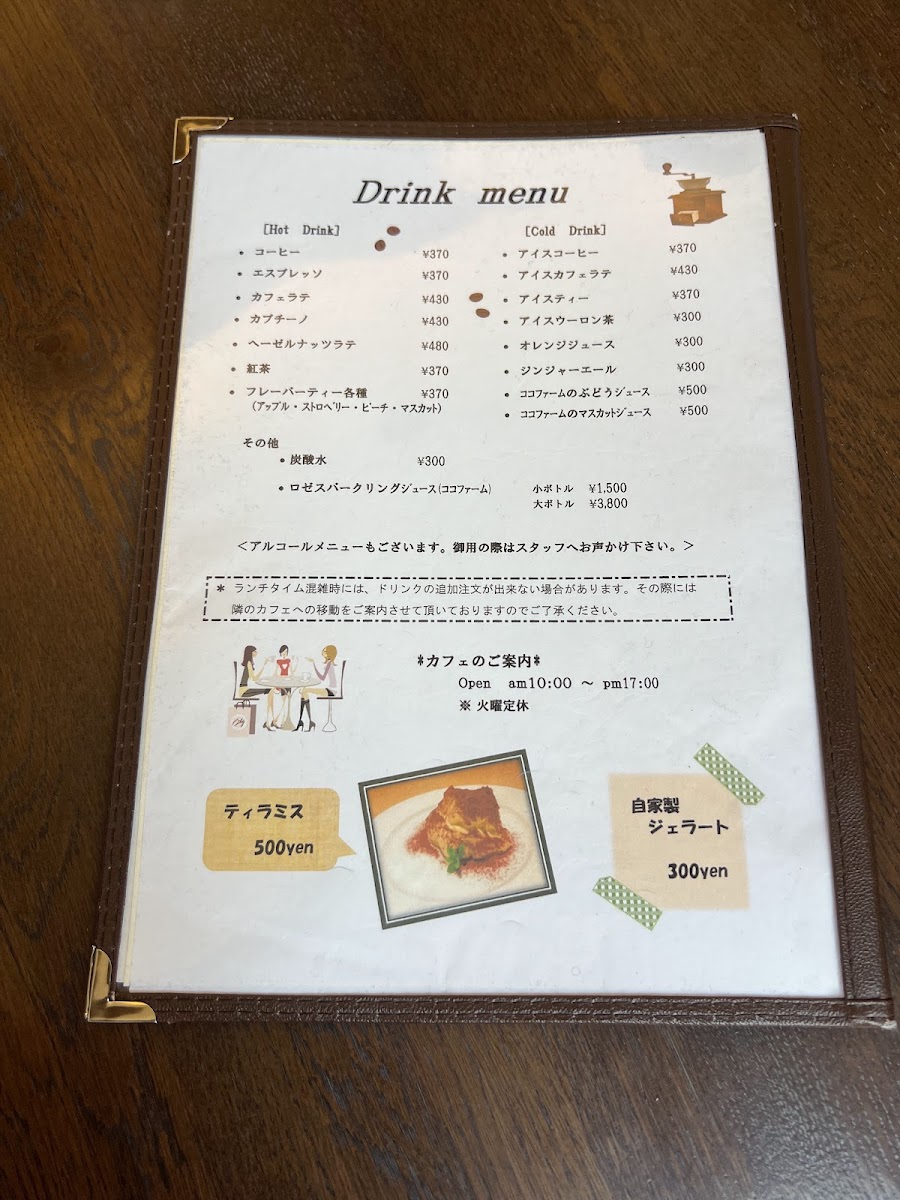 Drink menu
[Hot Drink]
• コーヒー ¥370
• エスプレッソ ¥370
• カフェラテ ¥430
• カプチーノ ¥430
• ヘーゼルナッツラテ ¥480
• 紅茶 ¥370
• フレーバーティー各種 ¥370
(アップル・ストロベリー・ピーチ・マスカット)
[Cold Drink]
• アイスコーヒー ¥370
• アイスカフェラテ ¥430
• アイスティー ¥370
• アイスウーロン茶 ¥300
• オレンジジュース ¥300
• ジンジャーエール ¥300
• ココファームのぶどうジュース ¥500
• ココファームのマスカットジュース ¥500
その他
• 炭酸水 ¥300
• ロゼスパークリングジュース(ココファーム) 小ボトル ¥1,500
大ボトル ¥3,800
<アルコールメニューもございます。御用の際はスタッフへお声かけ下さい。>
* ランチタイム混雑時には、ドリンクの追加注文が出来ない場合があります。その際には
隣のカフェへの移動をご案内させて頂いておりますのでご了承ください。
*カフェのご案内*
Open am10:00 ～ pm17:00
※ 火曜定休
ティラミス
500yen
自家製
ジェラート
300yen